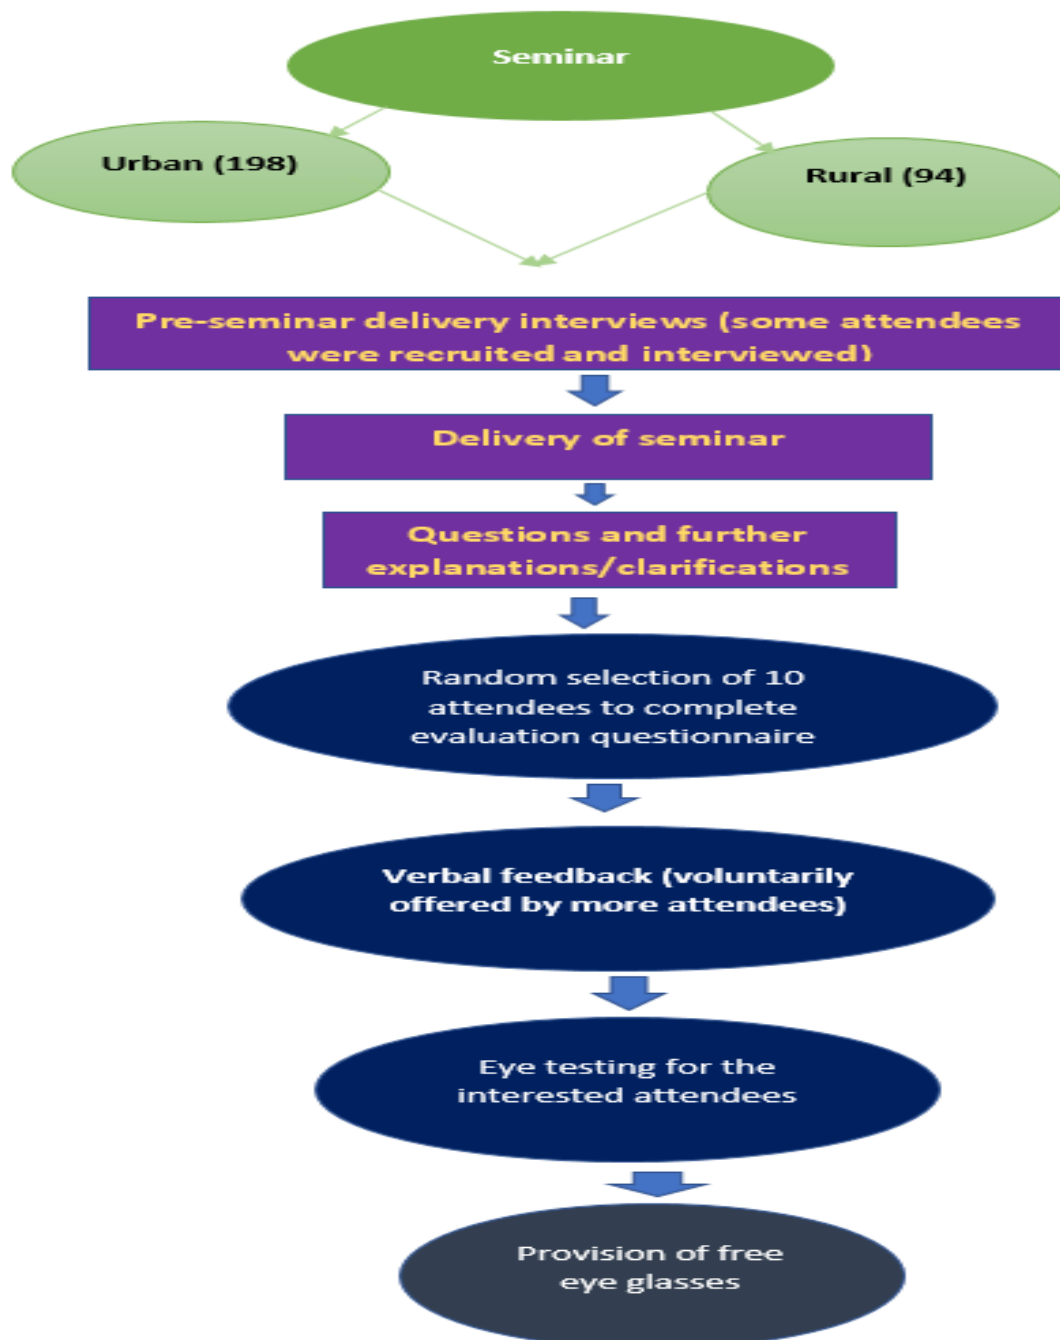 Seminar
Urban (198)
Rural (94)
Pre-seminar delivery interviews (some attendees
were recruited and interviewed)
Delivery of seminar
Questions and further
explanations/clarifications
Random selection of 10
attendees to complete
evaluation questionnaire
Verbal feedback (voluntarily
offered by more attendees)
Eye testing for the
interested attendees
Provision of free
eye glasses